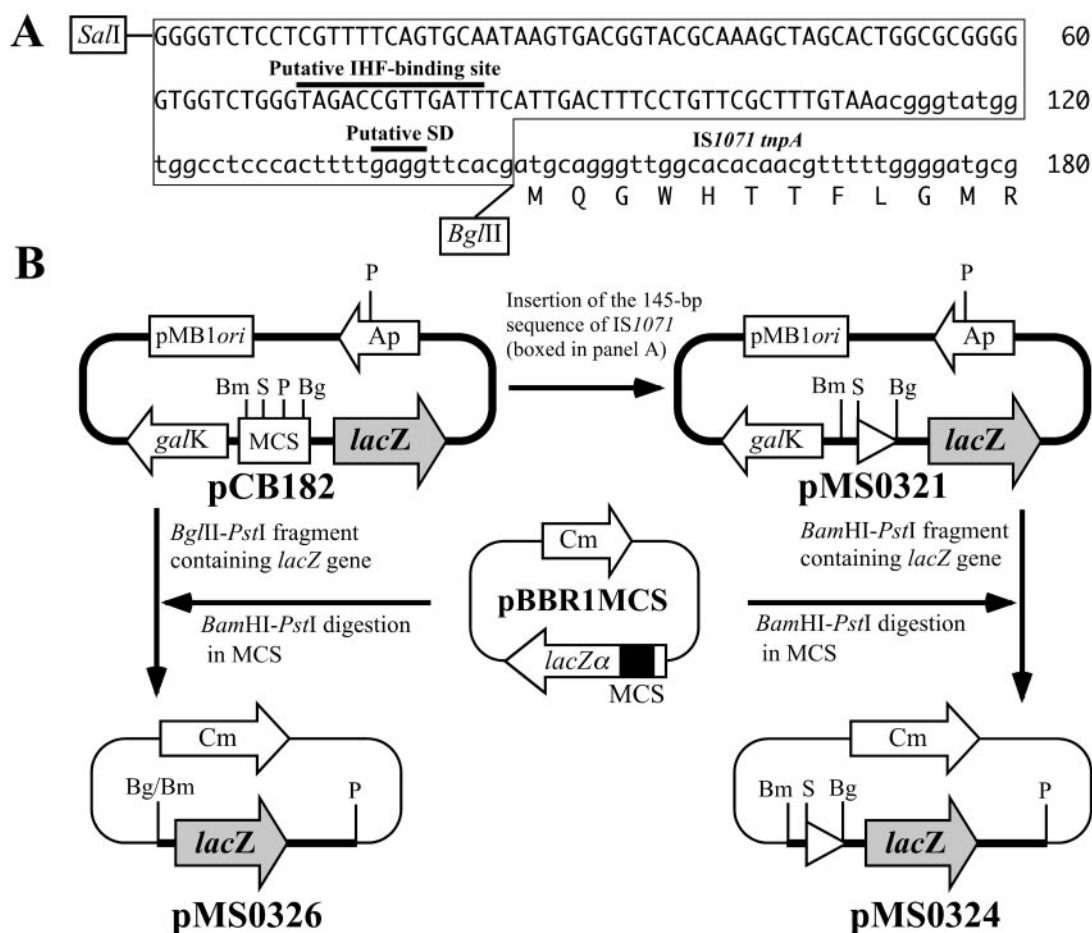 A
SalI
GGGGTCTCCTCGTTTTCAGTGCAATAAGTGACGGTACGCAAAGCTAGCACTGGCGCGGGG 60
Putative IHF-binding site
GTGGTCTGGGTAGACCGTTGATTTCATTGACTTTCCTGTTCGCTTTGTAAacgggtatgg 120
Putative SD
IS1071 tnpA
tggcctcccacttttgaggttcacgatgcagggttggcacacaacgtttttggggatgcg 180
M Q G W H T T F L G M R
BglII
B
P
pMB1ori
Ap
Bm S P Bg
galK
MCS
lacZ
pCB182
Insertion of the 145-bp
sequence of IS1071
(boxed in panel A)
P
pMB1ori
Ap
Bm S Bg
galK
lacZ
pMS0321
BglII-PstI fragment
containing lacZ gene
BamHI-PstI digestion
in MCS
Cm
pBBR1MCS
lacZα
MCS
BamHI-PstI fragment
containing lacZ gene
BamHI-PstI digestion
in MCS
Cm
Bg/Bm
P
lacZ
pMS0326
Cm
Bm S Bg
P
lacZ
pMS0324